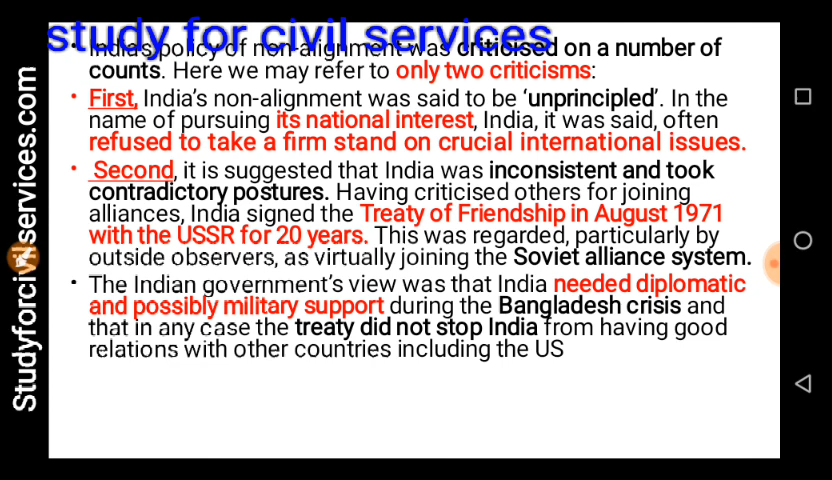 study for civil services
• India's policy of non-alignment was criticised on a number of
counts. Here we may refer to only two criticisms:
• First, India's non-alignment was said to be ‘unprincipled’. In the
name of pursuing its national interest, India, it was said, often
refused to take a firm stand on crucial international issues.
• Second, it is suggested that India was inconsistent and took
contradictory postures. Having criticised others for joining
alliances, India signed the Treaty of Friendship in August 1971
with the USSR for 20 years. This was regarded, particularly by
outside observers, as virtually joining the Soviet alliance system.
• The Indian government's view was that India needed diplomatic
and possibly military support during the Bangladesh crisis and
that in any case the treaty did not stop India from having good
relations with other countries including the US
Studyforcivilservices.com